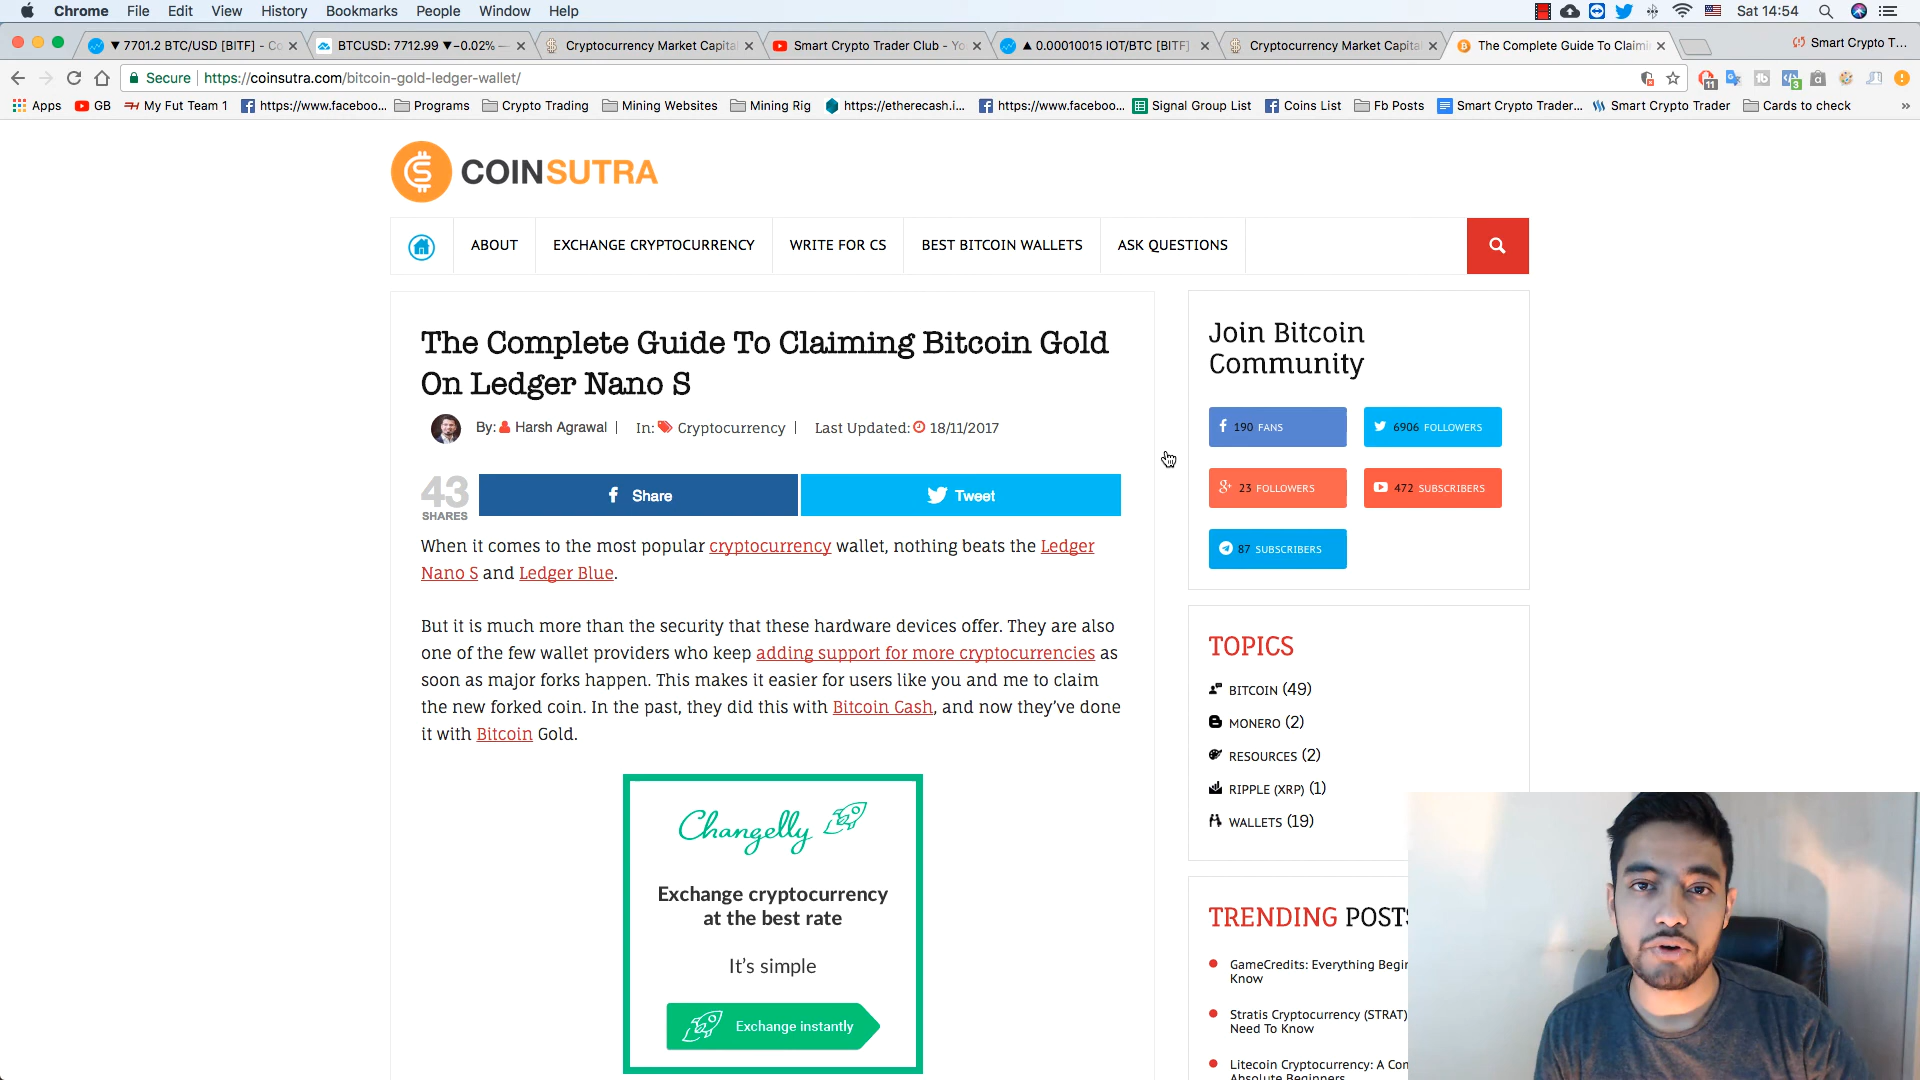 Chrome File Edit View History Bookmarks People Window Help Sat 14:54
▼ 7701.2 BTC/USD [BITF] - Co
BTCUSD: 7712.99 ▼−0.02% —
Cryptocurrency Market Capital
Smart Crypto Trader Club - Yo
▲ 0.00010015 IOT/BTC [BITF]
Cryptocurrency Market Capital
The Complete Guide To Claimi
Smart Crypto T...
Secure https://coinsutra.com/bitcoin-gold-ledger-wallet/
Apps GB My Fut Team 1 https://www.faceboo... Programs Crypto Trading Mining Websites Mining Rig https://etherecash.i... https://www.faceboo... Signal Group List Coins List Fb Posts Smart Crypto Trader... Smart Crypto Trader Cards to check »
COINSUTRA
ABOUT EXCHANGE CRYPTOCURRENCY WRITE FOR CS BEST BITCOIN WALLETS ASK QUESTIONS
The Complete Guide To Claiming Bitcoin Gold
On Ledger Nano S
By: Harsh Agrawal | In: Cryptocurrency | Last Updated: 18/11/2017
43
SHARES
Share
Tweet
When it comes to the most popular cryptocurrency wallet, nothing beats the Ledger
Nano S and Ledger Blue.
But it is much more than the security that these hardware devices offer. They are also
one of the few wallet providers who keep adding support for more cryptocurrencies as
soon as major forks happen. This makes it easier for users like you and me to claim
the new forked coin. In the past, they did this with Bitcoin Cash, and now they've done
it with Bitcoin Gold.
Changelly
Exchange cryptocurrency
at the best rate
It's simple
Exchange instantly
Join Bitcoin
Community
190 FANS
6906 FOLLOWERS
23 FOLLOWERS
472 SUBSCRIBERS
87 SUBSCRIBERS
TOPICS
BITCOIN (49)
MONERO (2)
RESOURCES (2)
RIPPLE (XRP) (1)
WALLETS (19)
TRENDING POSTS
GameCredits: Everything Begin
Know
Stratis Cryptocurrency (STRAT)
Need To Know
Litecoin Cryptocurrency: A Com
Absolute Beginners